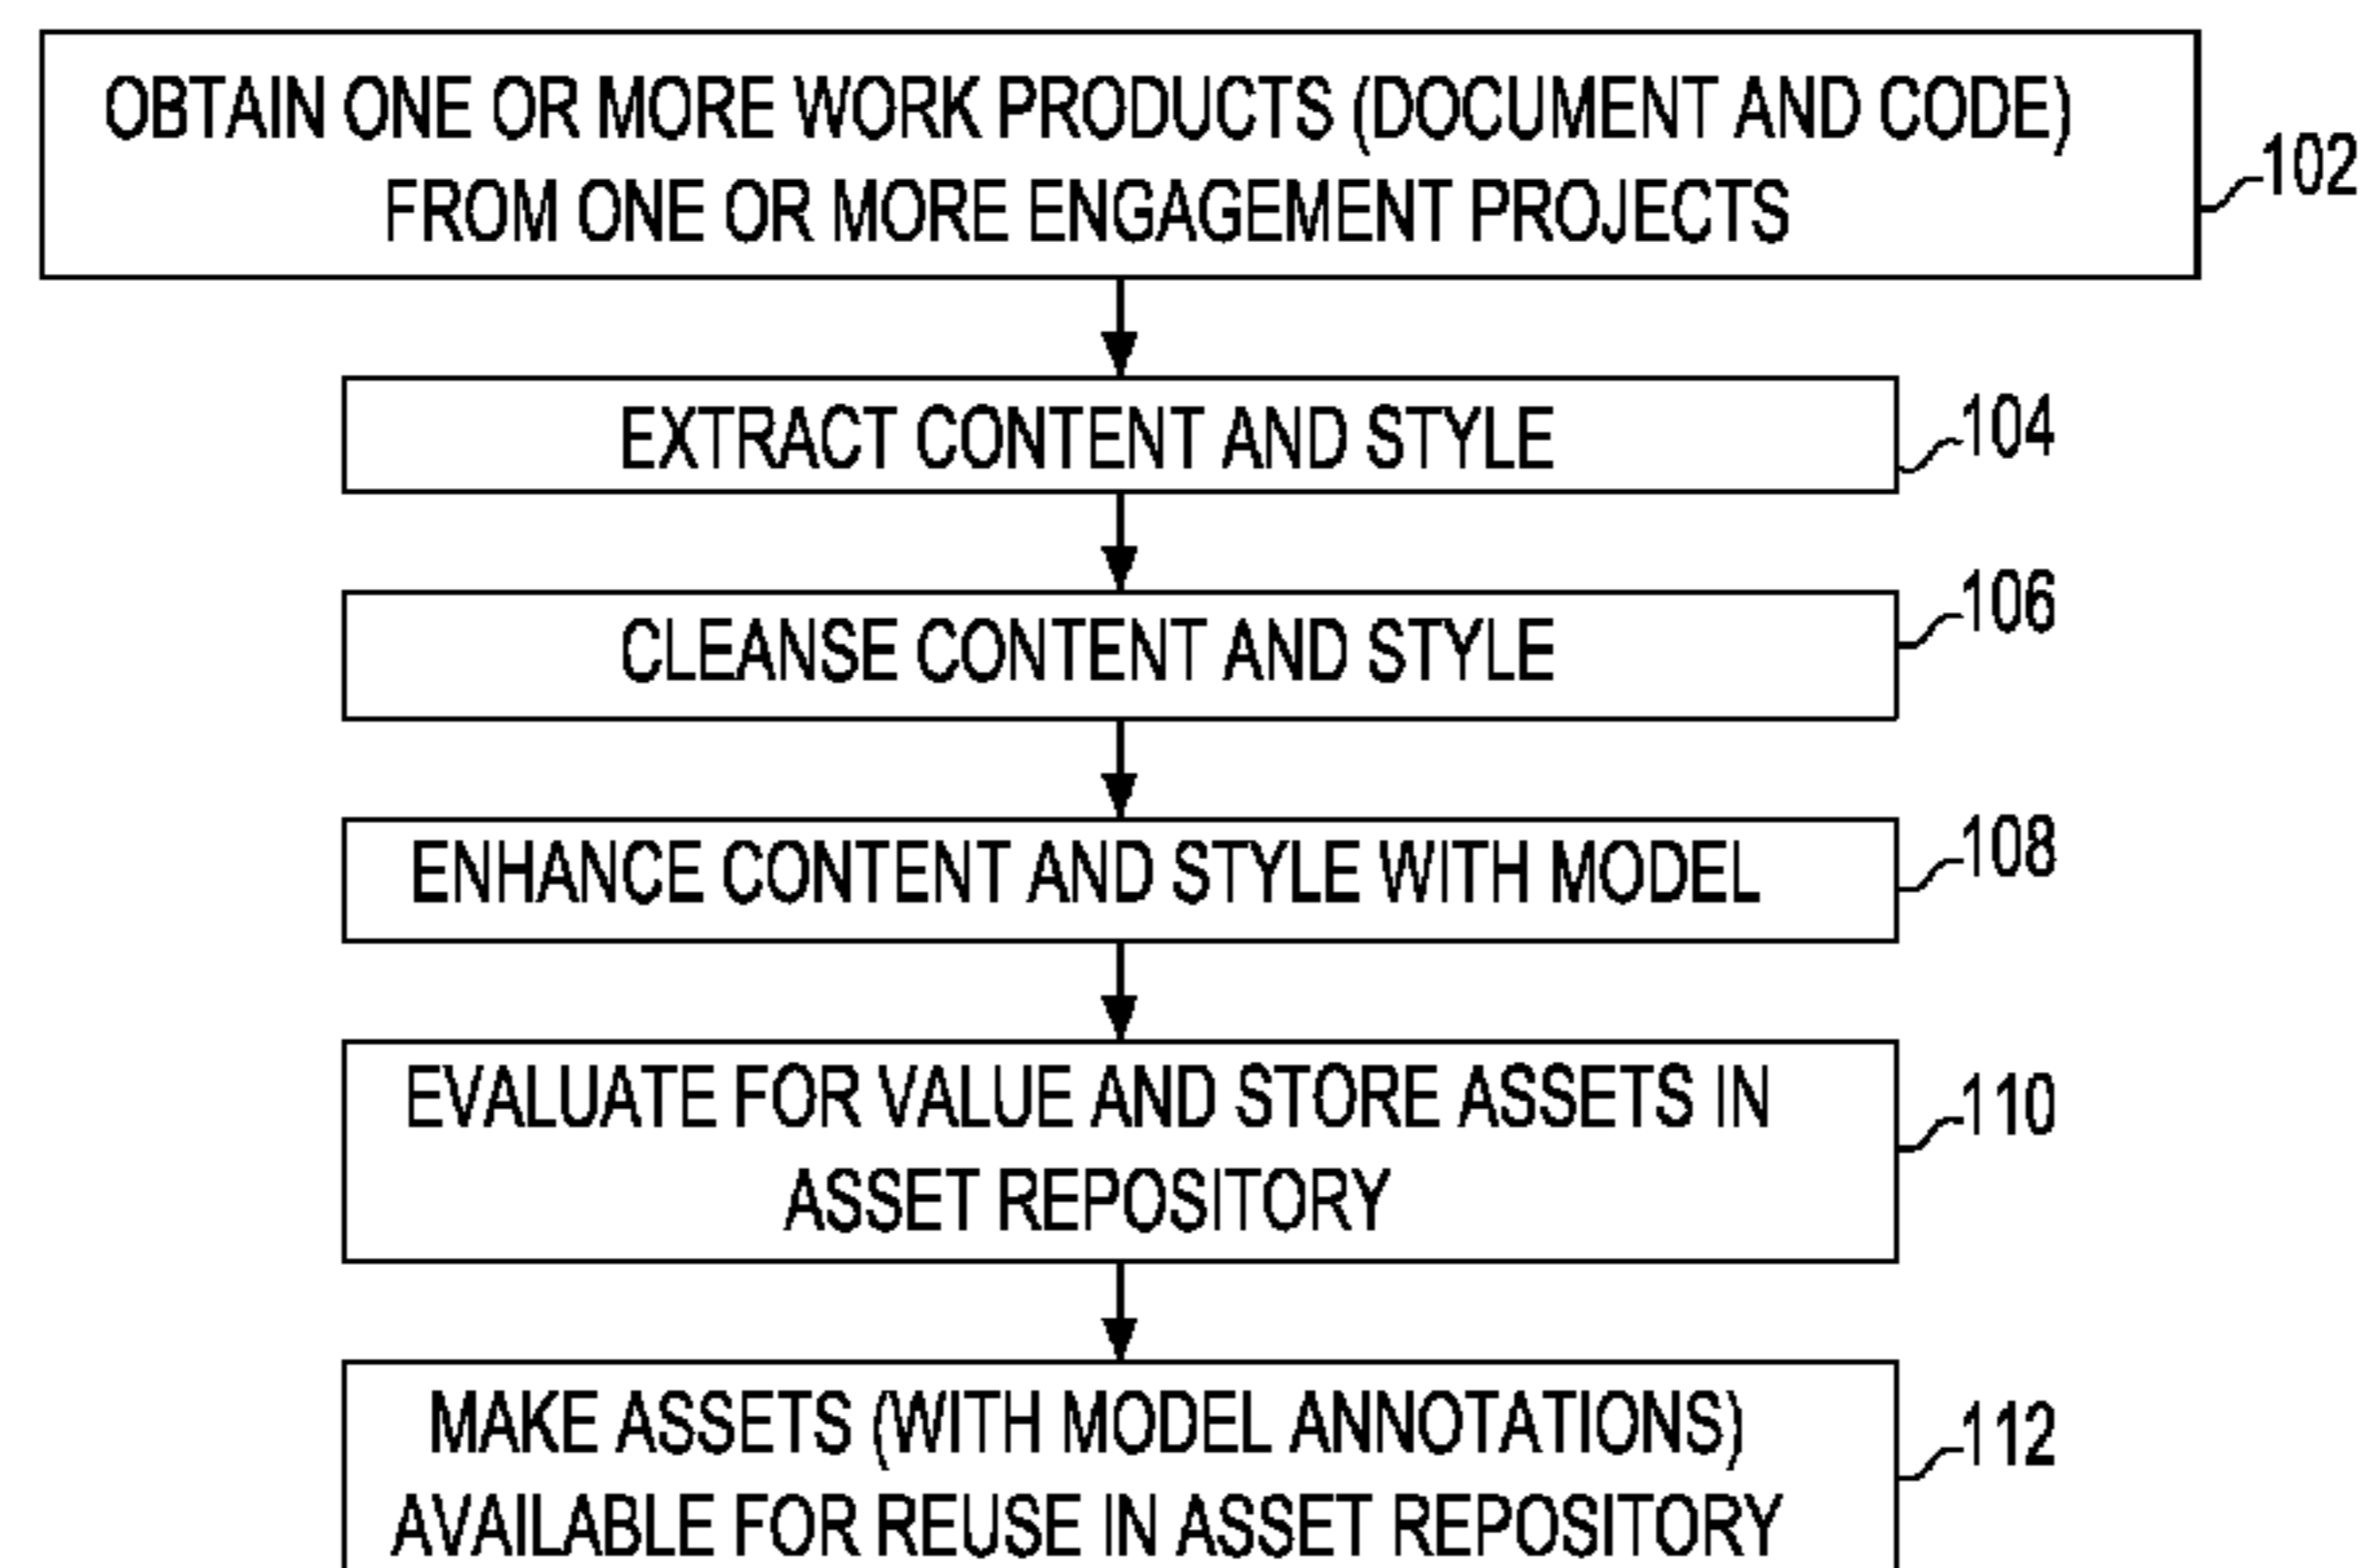 OBTAIN ONE OR MORE WORK PRODUCTS (DOCUMENT AND CODE)
FROM ONE OR MORE ENGAGEMENT PROJECTS
102
EXTRACT CONTENT AND STYLE
104
CLEANSE CONTENT AND STYLE
106
ENHANCE CONTENT AND STYLE WITH MODEL
108
EVALUATE FOR VALUE AND STORE ASSETS IN
ASSET REPOSITORY
110
MAKE ASSETS (WITH MODEL ANNOTATIONS)
AVAILABLE FOR REUSE IN ASSET REPOSITORY
112